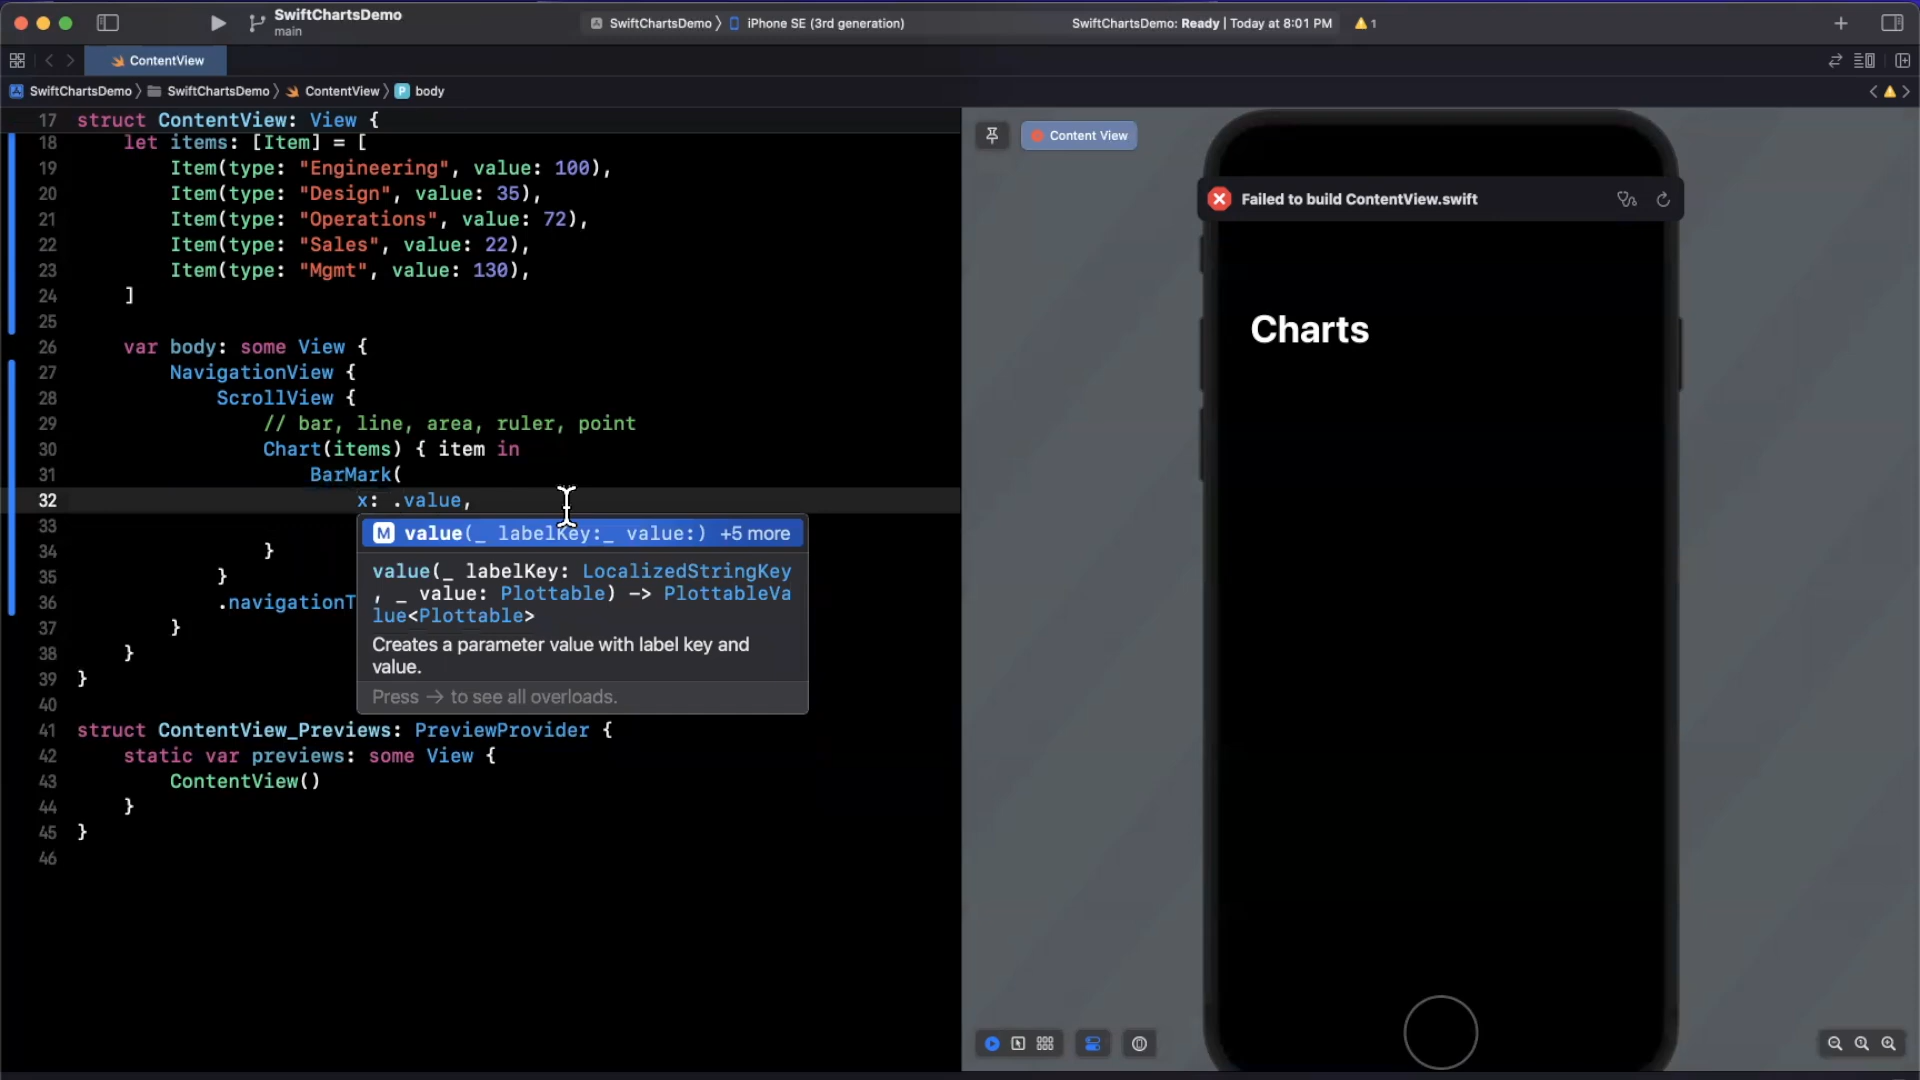 SwiftChartsDemo
main
SwiftChartsDemo 〉 iPhone SE (3rd generation)
SwiftChartsDemo: Ready | Today at 8:01 PM
1
ContentView
SwiftChartsDemo 〉 SwiftChartsDemo 〉 ContentView 〉 P body
17 struct ContentView: View {
18 let items: [Item] = [
19 Item(type: "Engineering", value: 100),
20 Item(type: "Design", value: 35),
21 Item(type: "Operations", value: 72),
22 Item(type: "Sales", value: 22),
23 Item(type: "Mgmt", value: 130),
24 ]
25
26 var body: some View {
27 NavigationView {
28 ScrollView {
29 // bar, line, area, ruler, point
30 Chart(items) { item in
31 BarMark(
32 x: .value,
33
34 }
35 }
36 .navigationT
37 }
38 }
39 }
40
41 struct ContentView_Previews: PreviewProvider {
42 static var previews: some View {
43 ContentView()
44 }
45 }
46
M value(_ labelKey:_ value:) +5 more
value(_ labelKey: LocalizedStringKey
, _ value: Plottable) -> PlottableVa
lue<Plottable>
Creates a parameter value with label key and
value.
Press → to see all overloads.
Content View
Failed to build ContentView.swift
Charts